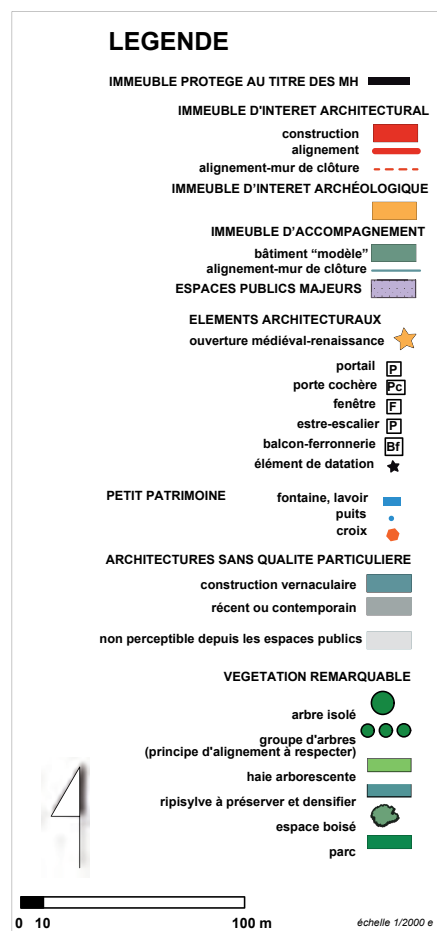 LEGENDE
IMMEUBLE PROTEGE AU TITRE DES MH
IMMEUBLE D'INTERET ARCHITECTURAL
construction
alignement
alignement-mur de clôture
IMMEUBLE D'INTERET ARCHÉOLOGIQUE
IMMEUBLE D'ACCOMPAGNEMENT
bâtiment “modèle”
alignement-mur de clôture
ESPACES PUBLICS MAJEURS
ELEMENTS ARCHITECTURAUX
ouverture médiéval-renaissance
portail P
porte cochère Pc
fenêtre F
estre-escalier P
balcon-ferronnerie Bf
élément de datation
PETIT PATRIMOINE fontaine, lavoir
puits
croix
ARCHITECTURES SANS QUALITE PARTICULIERE
construction vernaculaire
récent ou contemporain
non perceptible depuis les espaces publics
VEGETATION REMARQUABLE
arbre isolé
groupe d'arbres
(principe d'alignement à respecter)
haie arborescente
ripisylve à préserver et densifier
espace boisé
parc
0 10 100 m
échelle 1/2000 e